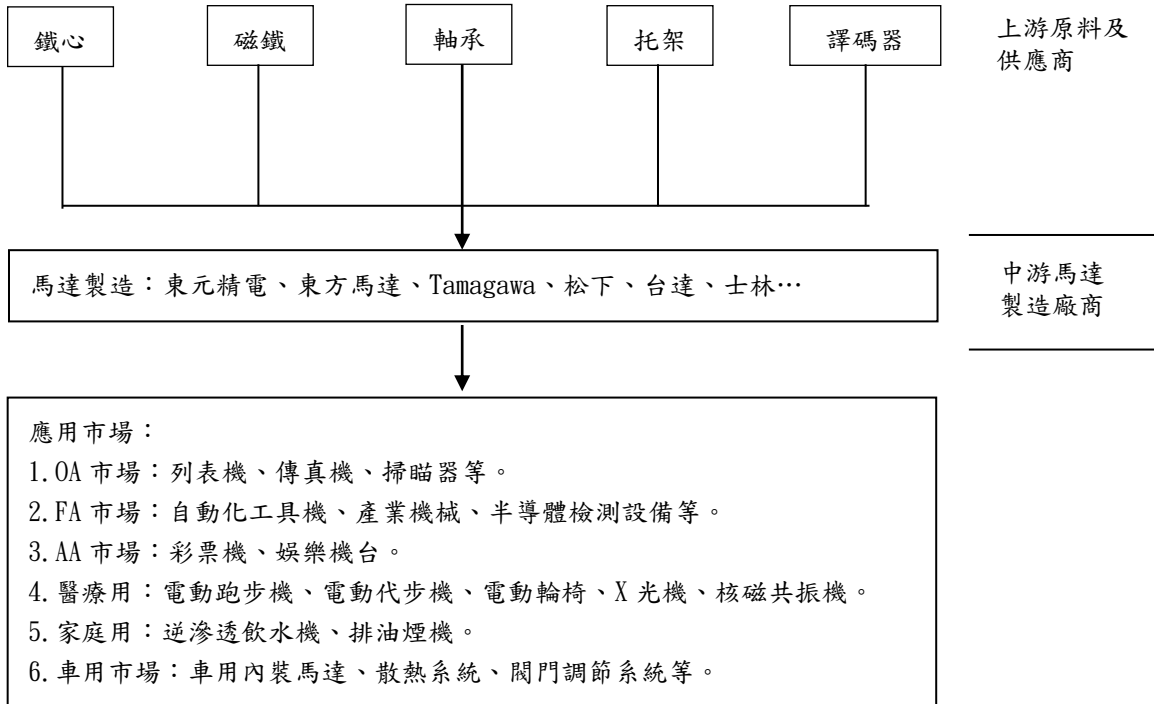 鐵心
磁鐵
軸承
托架
譯碼器
上游原料及
供應商
馬達製造：東元精電、東方馬達、Tamagawa、松下、台達、士林…
中游馬達
製造廠商
應用市場：
1.OA 市場：列表機、傳真機、掃瞄器等。
2.FA 市場：自動化工具機、產業機械、半導體檢測設備等。
3.AA 市場：彩票機、娛樂機台。
4.醫療用：電動跑步機、電動代步機、電動輪椅、X 光機、核磁共振機。
5.家庭用：逆滲透飲水機、排油煙機。
6.車用市場：車用內裝馬達、散熱系統、閥門調節系統等。